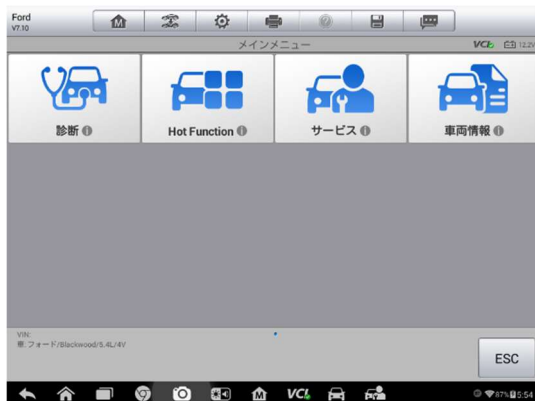 Ford
V7.10
メインメニュー
VCI 12.2V
診断
Hot Function
サービス
車両情報
VIN:
車.フォード/Blackwood/5.4L/4V
ESC
VCI
87% 5:54